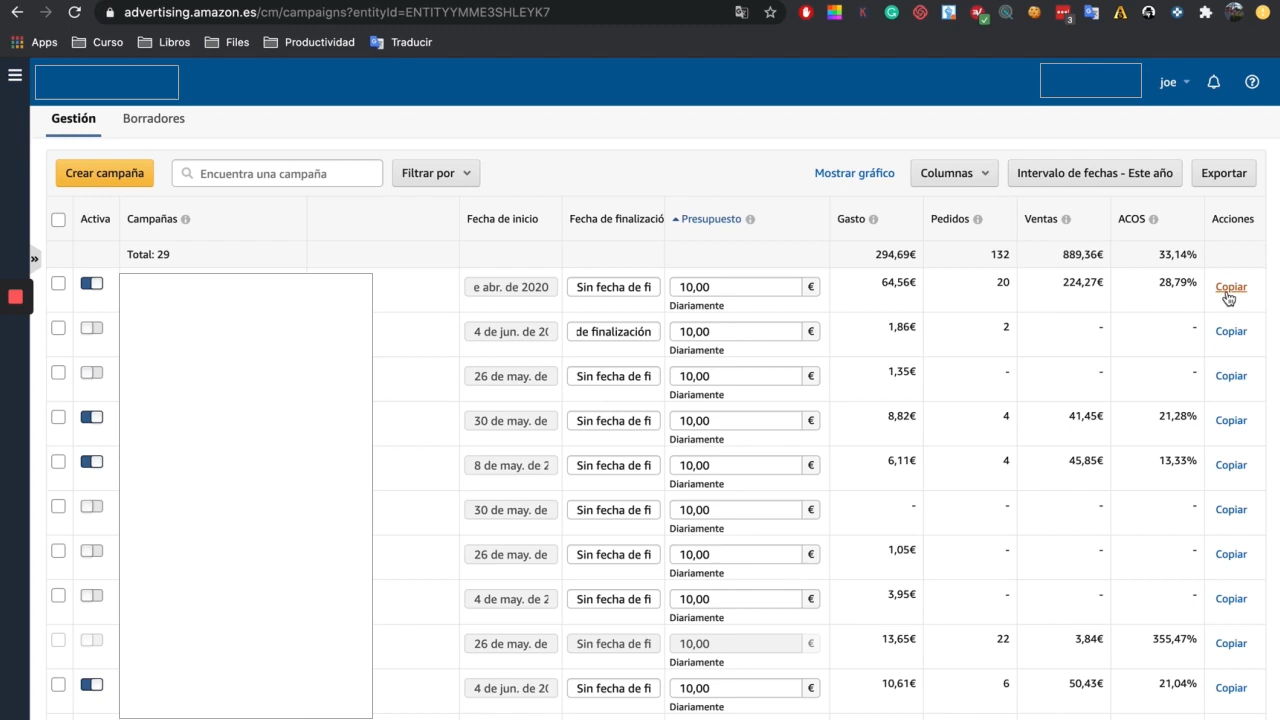 advertising.amazon.es/cm/campaigns?entityId=ENTITYYMME3SHLEYK7
Apps Curso Libros Files Productividad Traducir
joe
Gestión Borradores
Crear campaña Encuentra una campaña Filtrar por Mostrar gráfico Columnas Intervalo de fechas - Este año Exportar
Activa Campañas Fecha de inicio Fecha de finalizació Presupuesto Gasto Pedidos Ventas ACOS Acciones
Total: 29 294,69€ 132 889,36€ 33,14%
e abr. de 2020 Sin fecha de fi 10,00 € 64,56€ 20 224,27€ 28,79% Copiar
Diariamente
4 de jun. de 20 de finalización 10,00 € 1,86€ 2 - - Copiar
Diariamente
26 de may. de Sin fecha de fi 10,00 € 1,35€ - - - Copiar
Diariamente
30 de may. de Sin fecha de fi 10,00 € 8,82€ 4 41,45€ 21,28% Copiar
Diariamente
8 de may. de 2 Sin fecha de fi 10,00 € 6,11€ 4 45,85€ 13,33% Copiar
Diariamente
30 de may. de Sin fecha de fi 10,00 € - - - - Copiar
Diariamente
26 de may. de Sin fecha de fi 10,00 € 1,05€ - - - Copiar
Diariamente
4 de may. de 2 Sin fecha de fi 10,00 € 3,95€ - - - Copiar
Diariamente
26 de may. de Sin fecha de fi 10,00 € 13,65€ 22 3,84€ 355,47% Copiar
Diariamente
4 de jun. de 20 Sin fecha de fi 10,00 € 10,61€ 6 50,43€ 21,04% Copiar
Diariamente